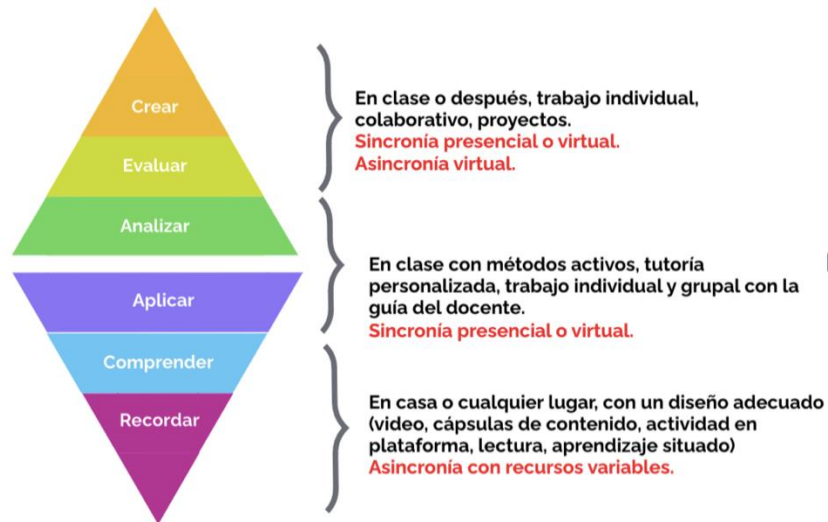 Crear
Evaluar
Analizar
Aplicar
Comprender
Recordar
En clase o después, trabajo individual,
colaborativo, proyectos.
Sincronía presencial o virtual.
Asincronía virtual.
En clase con métodos activos, tutoría
personalizada, trabajo individual y grupal con la
guía del docente.
Sincronía presencial o virtual.
En casa o cualquier lugar, con un diseño adecuado
(video, cápsulas de contenido, actividad en
plataforma, lectura, aprendizaje situado)
Asincronía con recursos variables.